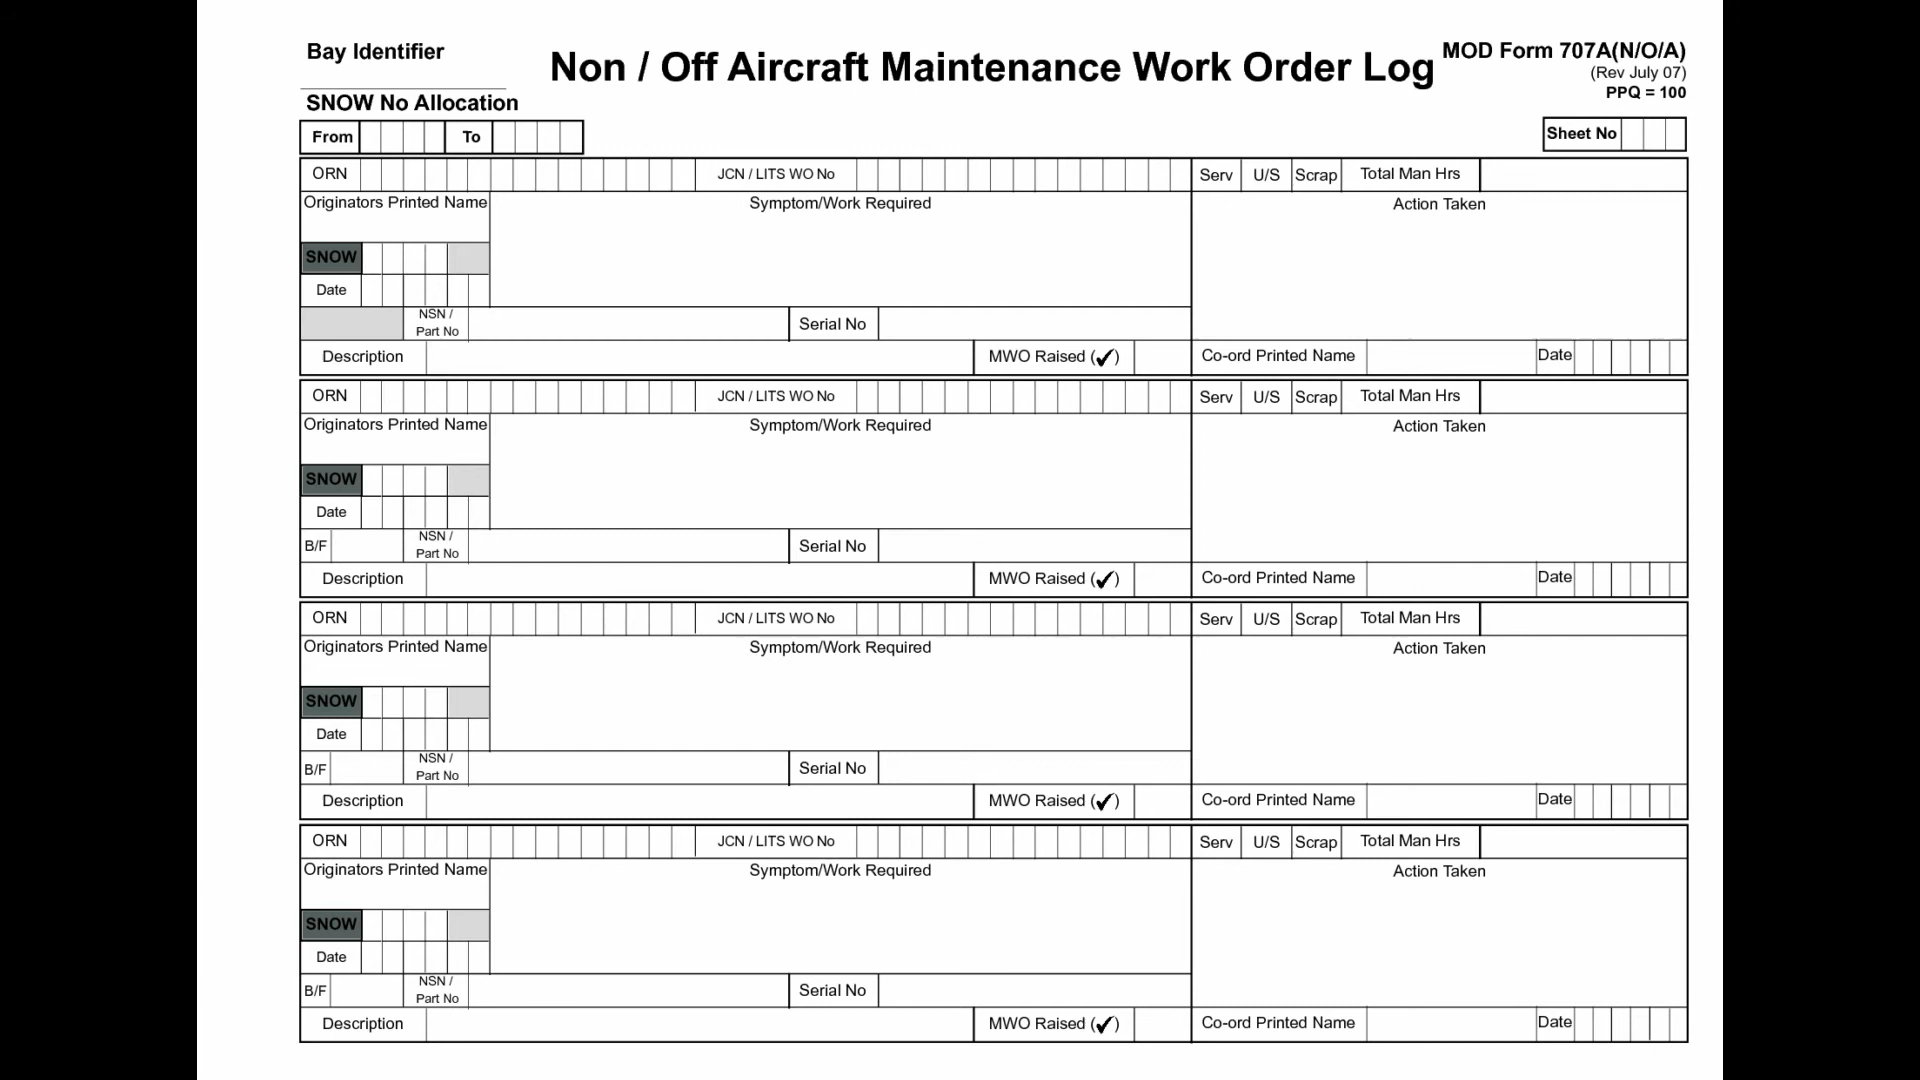 Bay Identifier
Non / Off Aircraft Maintenance Work Order Log
MOD Form 707A(N/O/A)
(Rev July 07)
PPQ = 100
SNOW No Allocation
From To
Sheet No
ORN JCN / LITS WO No Serv U/S Scrap Total Man Hrs
Originators Printed Name Symptom/Work Required Action Taken
SNOW
Date
NSN / Part No Serial No
Description MWO Raised (✓) Co-ord Printed Name Date
ORN JCN / LITS WO No Serv U/S Scrap Total Man Hrs
Originators Printed Name Symptom/Work Required Action Taken
SNOW
Date
B/F NSN / Part No Serial No
Description MWO Raised (✓) Co-ord Printed Name Date
ORN JCN / LITS WO No Serv U/S Scrap Total Man Hrs
Originators Printed Name Symptom/Work Required Action Taken
SNOW
Date
B/F NSN / Part No Serial No
Description MWO Raised (✓) Co-ord Printed Name Date
ORN JCN / LITS WO No Serv U/S Scrap Total Man Hrs
Originators Printed Name Symptom/Work Required Action Taken
SNOW
Date
B/F NSN / Part No Serial No
Description MWO Raised (✓) Co-ord Printed Name Date